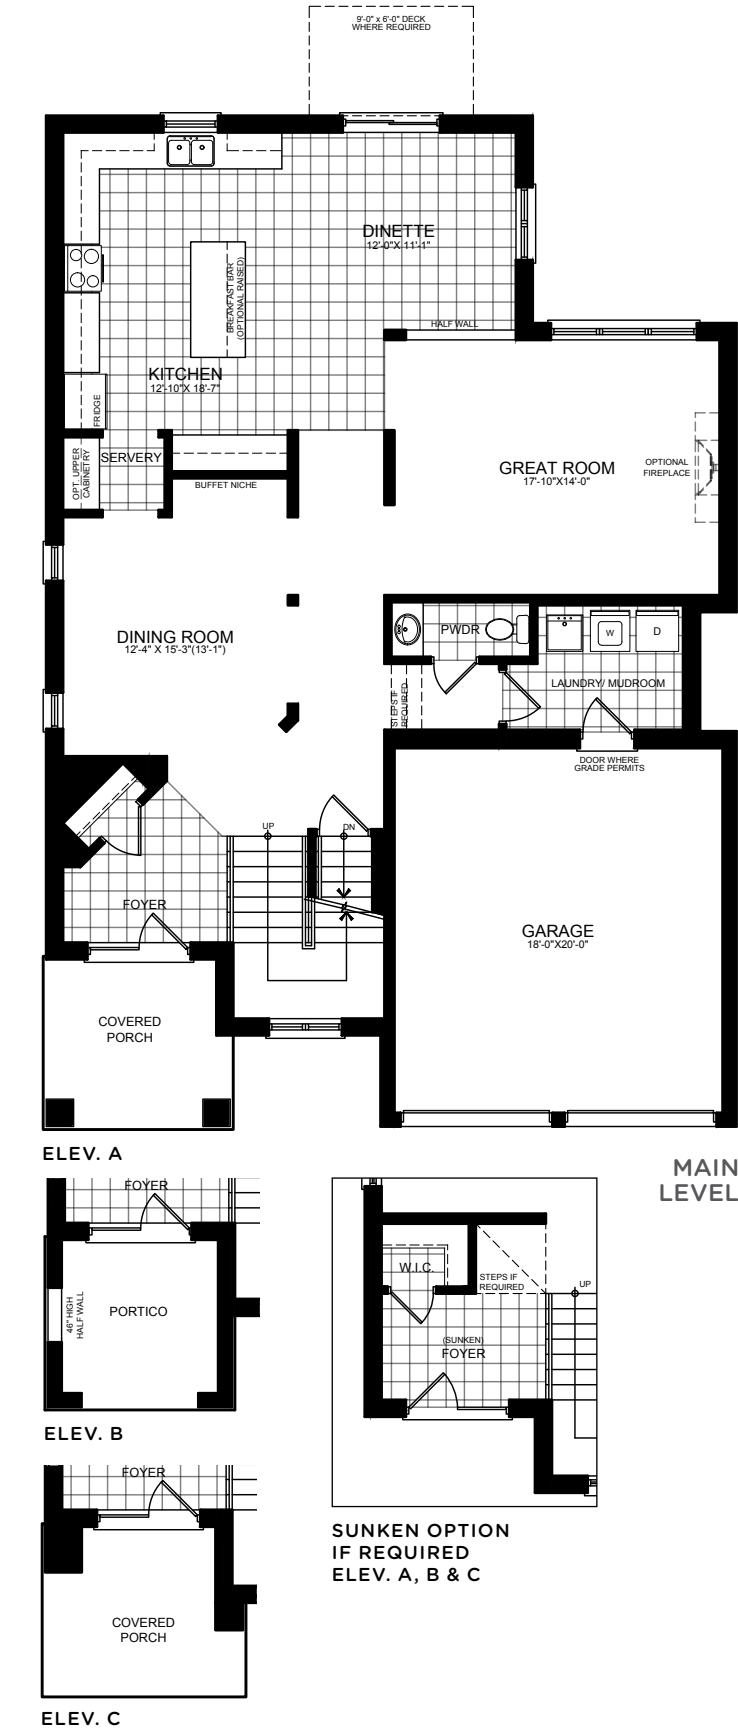 9'-0" x 6'-0" DECK
WHERE REQUIRED
DINETTE
12'-0"X 11'-1"
BREAKFAST BAR
(OPTIONAL RAISED)
HALF WALL
KITCHEN
12'-10"X 18'-7"
FRIDGE
OPT. UPPER
CABINETRY
SERVERY
BUFFET NICHE
GREAT ROOM
17'-10"X14'-0"
OPTIONAL
FIREPLACE
DINING ROOM
12'-4" X 15'-3"(13'-1")
PWDR
W
D
LAUNDRY/ MUDROOM
STEPS IF
REQUIRED
DOOR WHERE
GRADE PERMITS
UP
DN
FOYER
GARAGE
18'-0"X20'-0"
COVERED
PORCH
ELEV. A
MAIN
LEVEL
FOYER
46" HIGH
HALF WALL
PORTICO
ELEV. B
W.I.C.
STEPS IF
REQUIRED
UP
(SUNKEN)
FOYER
SUNKEN OPTION
IF REQUIRED
ELEV. A, B & C
FOYER
COVERED
PORCH
ELEV. C